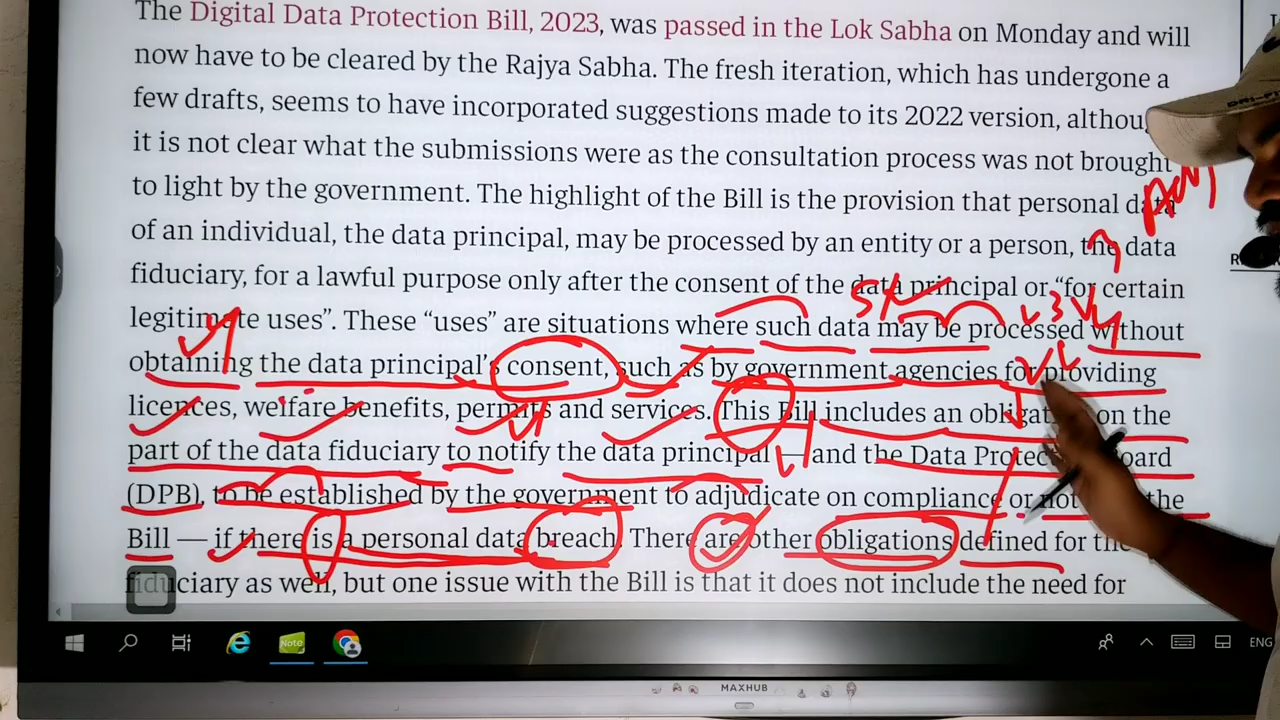 The Digital Data Protection Bill, 2023, was passed in the Lok Sabha on Monday and will
now have to be cleared by the Rajya Sabha. The fresh iteration, which has undergone a
few drafts, seems to have incorporated suggestions made to its 2022 version, althou
it is not clear what the submissions were as the consultation process was not brought
to light by the government. The highlight of the Bill is the provision that personal data
of an individual, the data principal, may be processed by an entity or a person, the data
fiduciary, for a lawful purpose only after the consent of the data principal or “for certain
legitimate uses”. These “uses” are situations where such data may be processed without
obtaining the data principal’s consent, such as by government agencies for providing
licences, welfare benefits, permits and services. This Bill includes an obligat on the
part of the data fiduciary to notify the data principal — and the Data Protec oard
(DPB), to be established by the government to adjudicate on compliance or not the
Bill — if there is a personal data breach. There are other obligations defined for the
fiduciary as well, but one issue with the Bill is that it does not include the need for
Note
ENG
MAXHUB